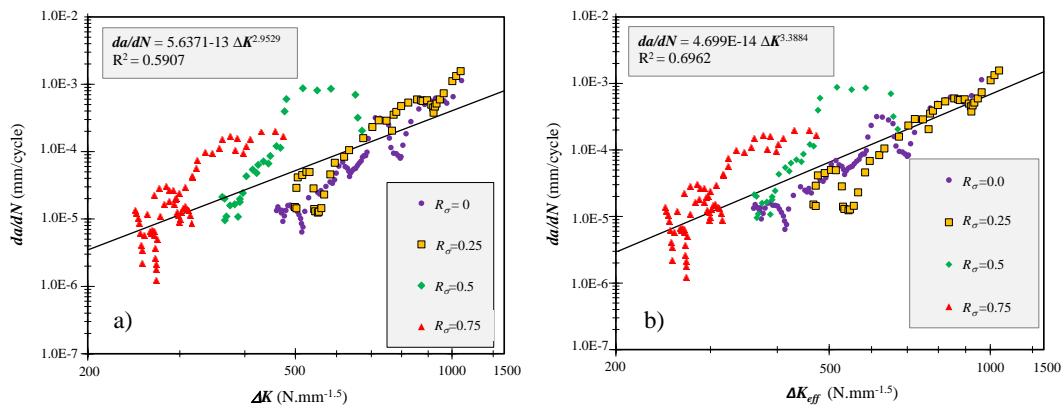 1.0E-2
da/dN = 5.6371-13 ΔK^2.9529
R² = 0.5907
1.0E-3
1.0E-4
1.0E-5
1.0E-6
1.0E-7
da/dN (mm/cycle)
Rσ= 0
Rσ=0.25
Rσ=0.5
Rσ=0.75
a)
200
500
1000
1500
ΔK (N.mm^-1.5)
1.0E-2
da/dN = 4.699E-14 ΔK^3.3884
R² = 0.6962
1.0E-3
1.0E-4
1.0E-5
1.0E-6
1.0E-7
da/dN (mm/cycle)
Rσ=0.0
Rσ=0.25
Rσ=0.5
Rσ=0.75
b)
200
500
1000
1500
ΔKeff (N.mm^-1.5)